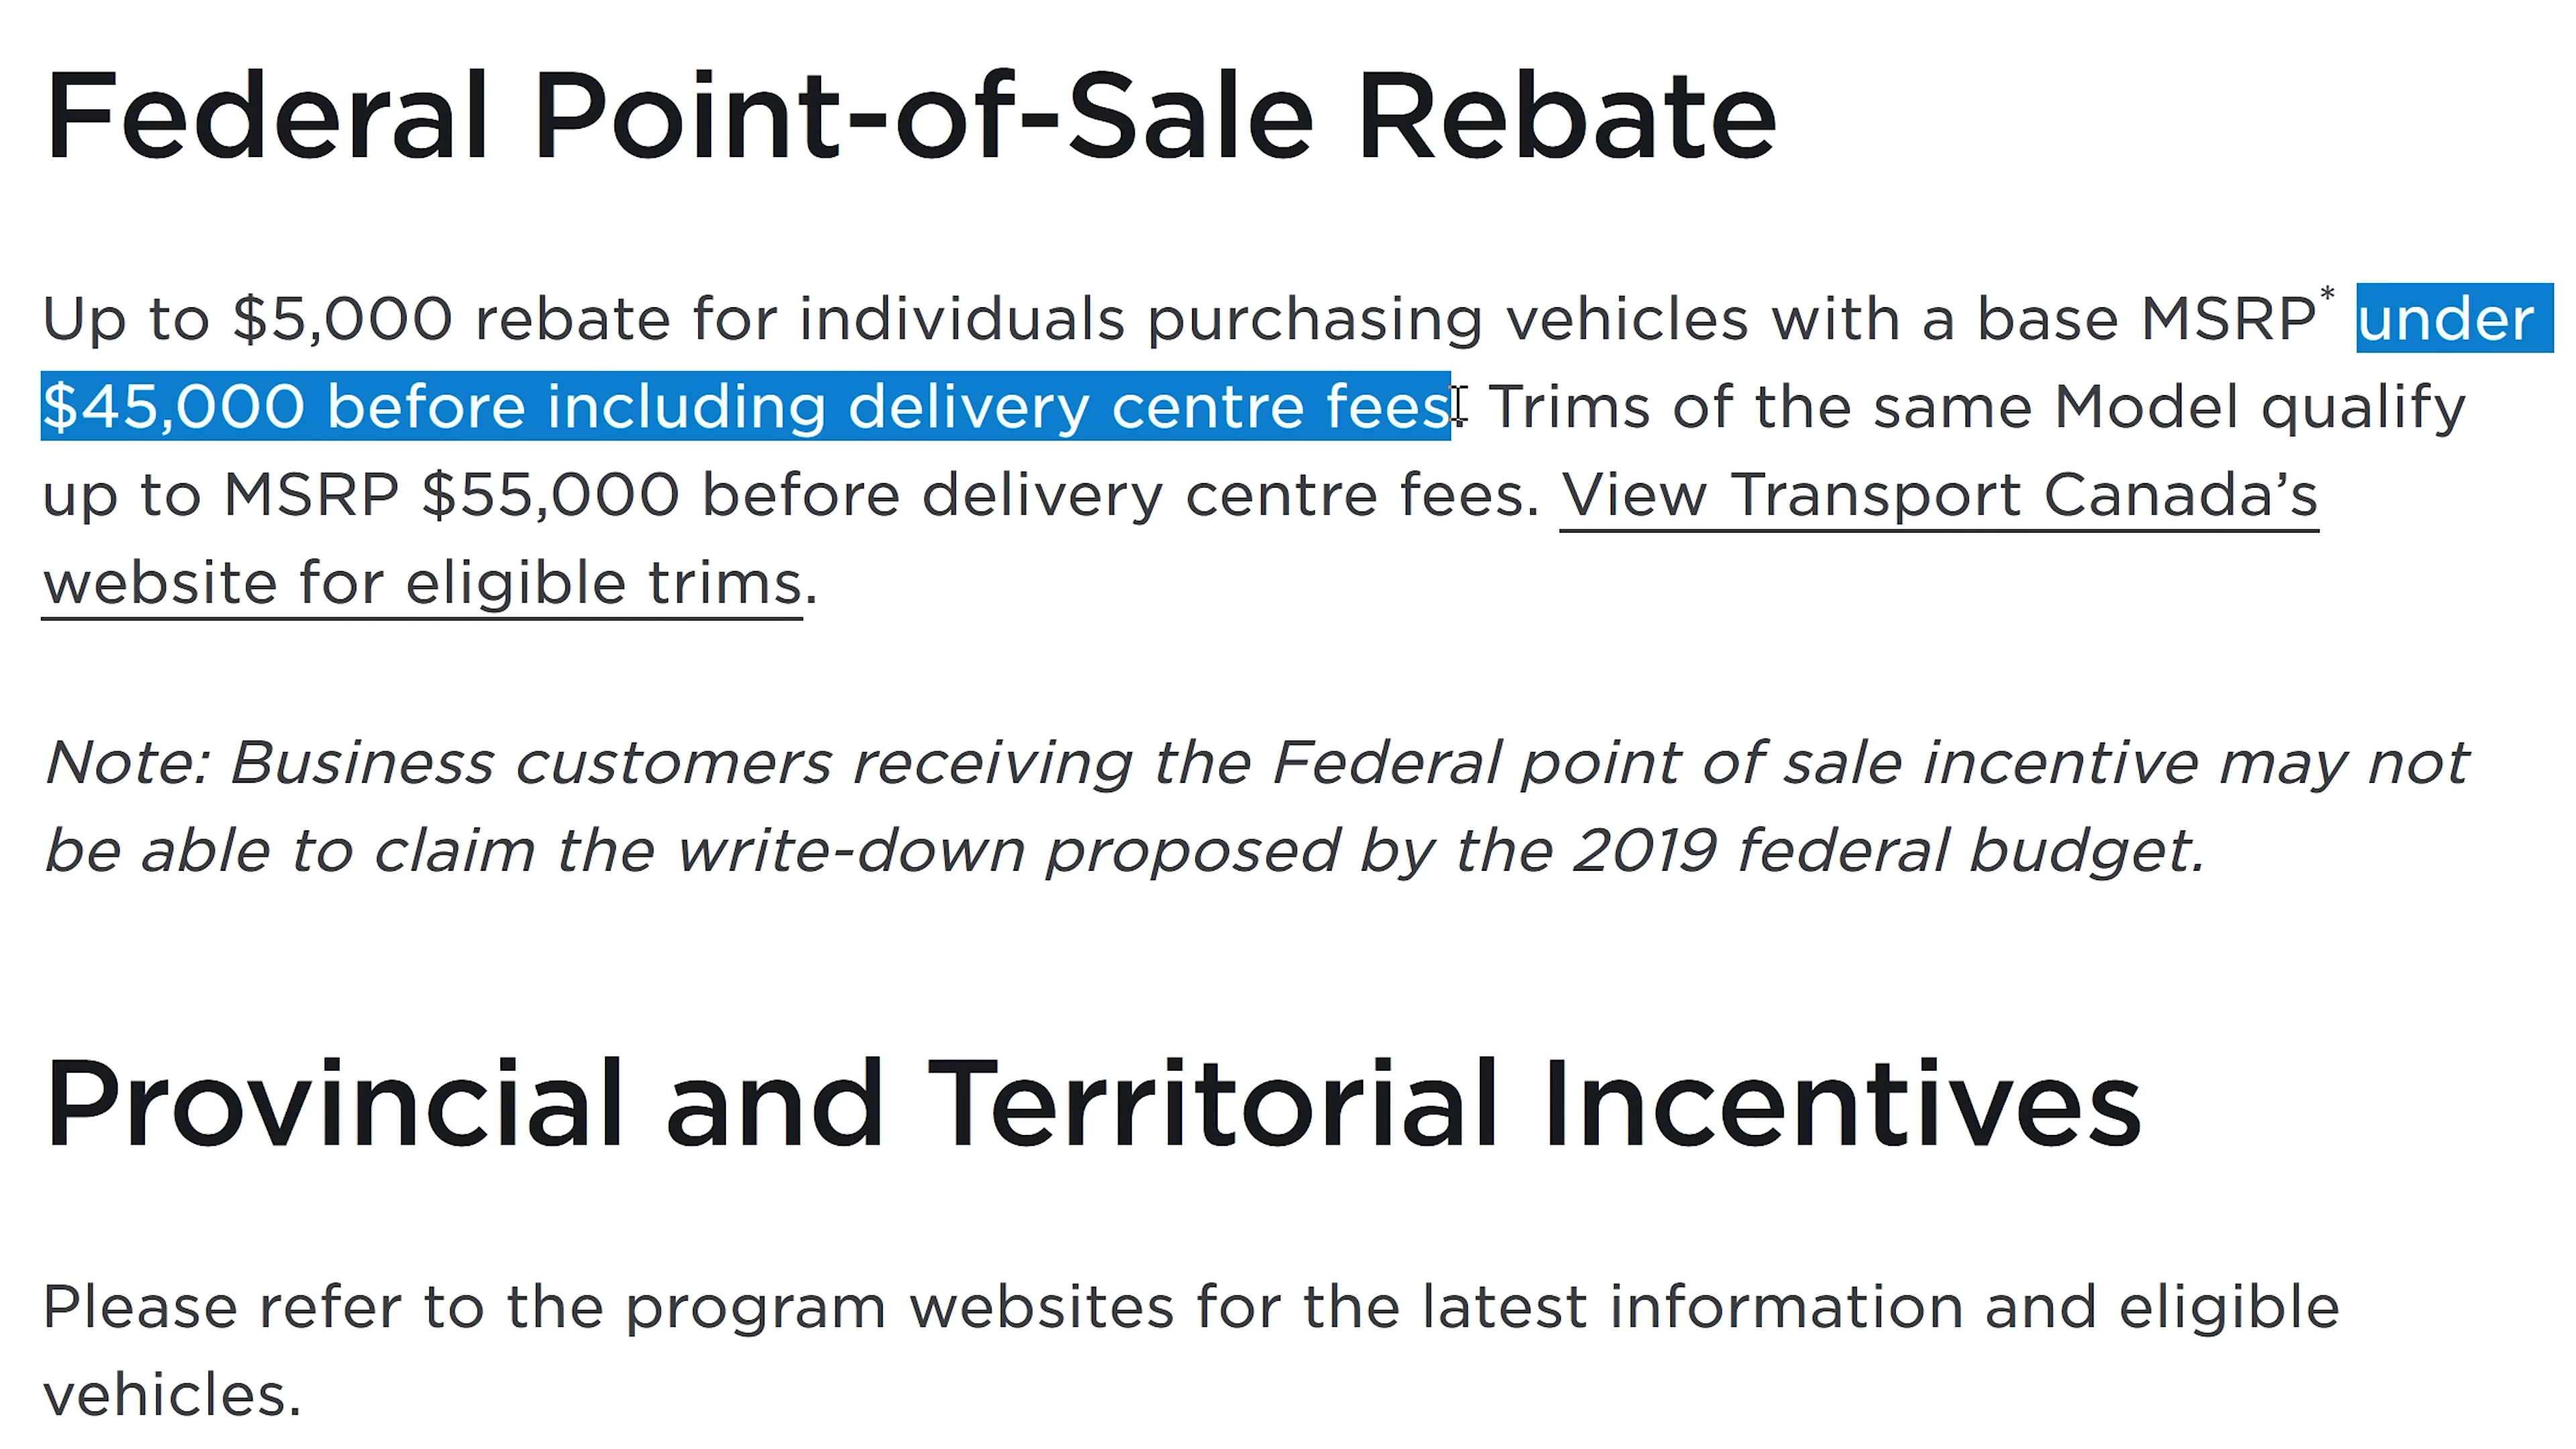 Federal Point-of-Sale Rebate
Up to $5,000 rebate for individuals purchasing vehicles with a base MSRP* under
$45,000 before including delivery centre fees. Trims of the same Model qualify
up to MSRP $55,000 before delivery centre fees. View Transport Canada’s
website for eligible trims.
Note: Business customers receiving the Federal point of sale incentive may not
be able to claim the write-down proposed by the 2019 federal budget.
Provincial and Territorial Incentives
Please refer to the program websites for the latest information and eligible
vehicles.